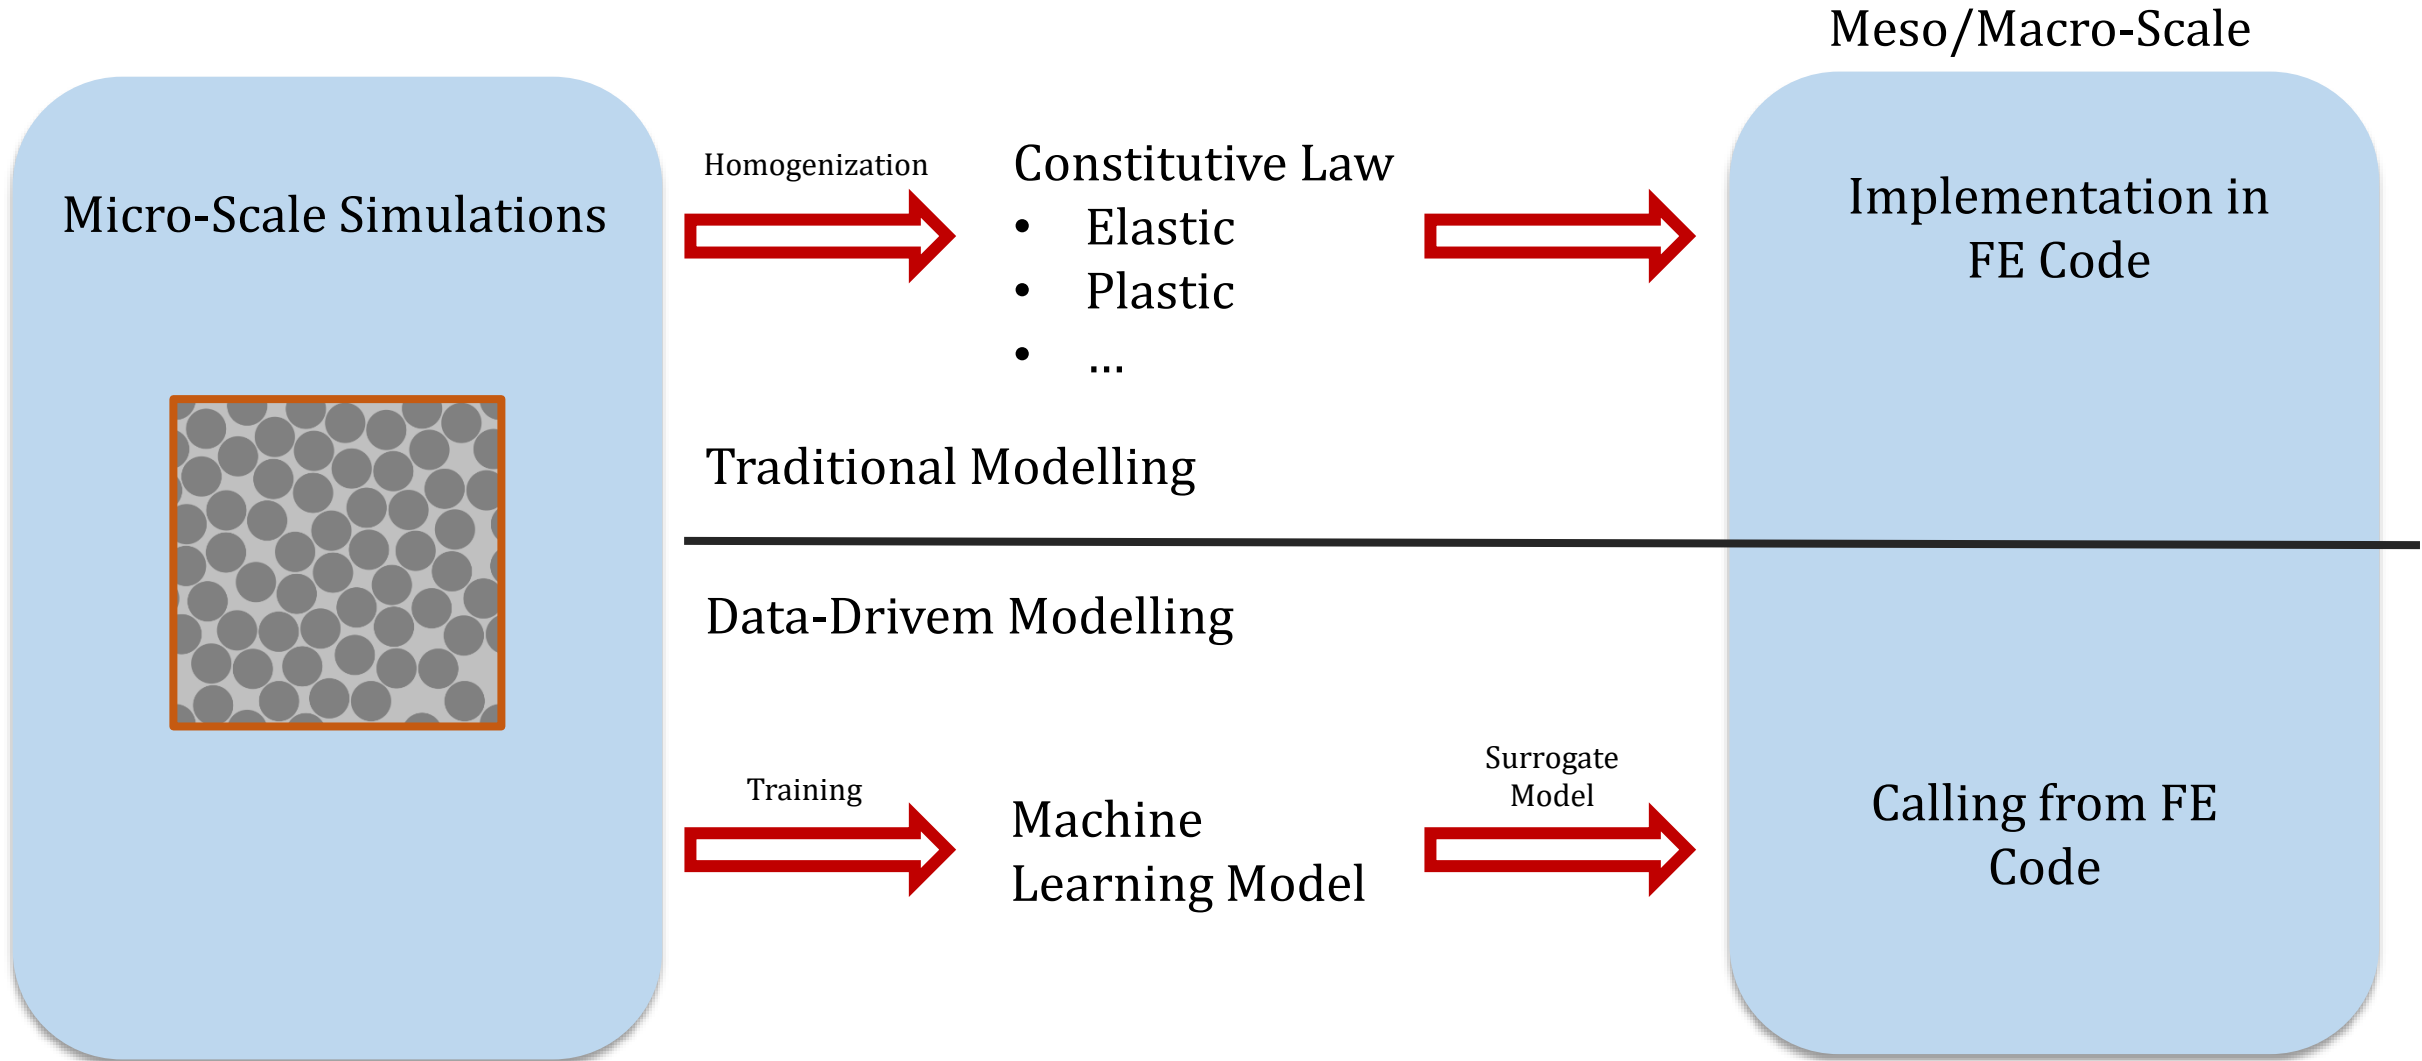 Meso/Macro-Scale
Micro-Scale Simulations
Homogenization
Constitutive Law
• Elastic
• Plastic
• ...
Implementation in
FE Code
Traditional Modelling
Data-Drivem Modelling
Training
Machine
Learning Model
Surrogate
Model
Calling from FE
Code